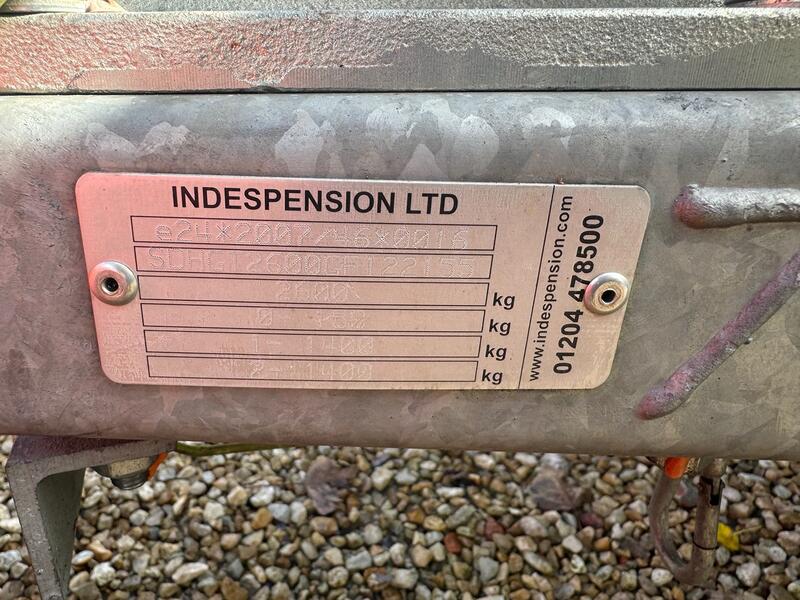 INDESPENSION LTD
e24*2007/46*0016
2600 kg
0 150 kg
1 1400 kg
2 1400 kg
www.indespension.com
01204 478500